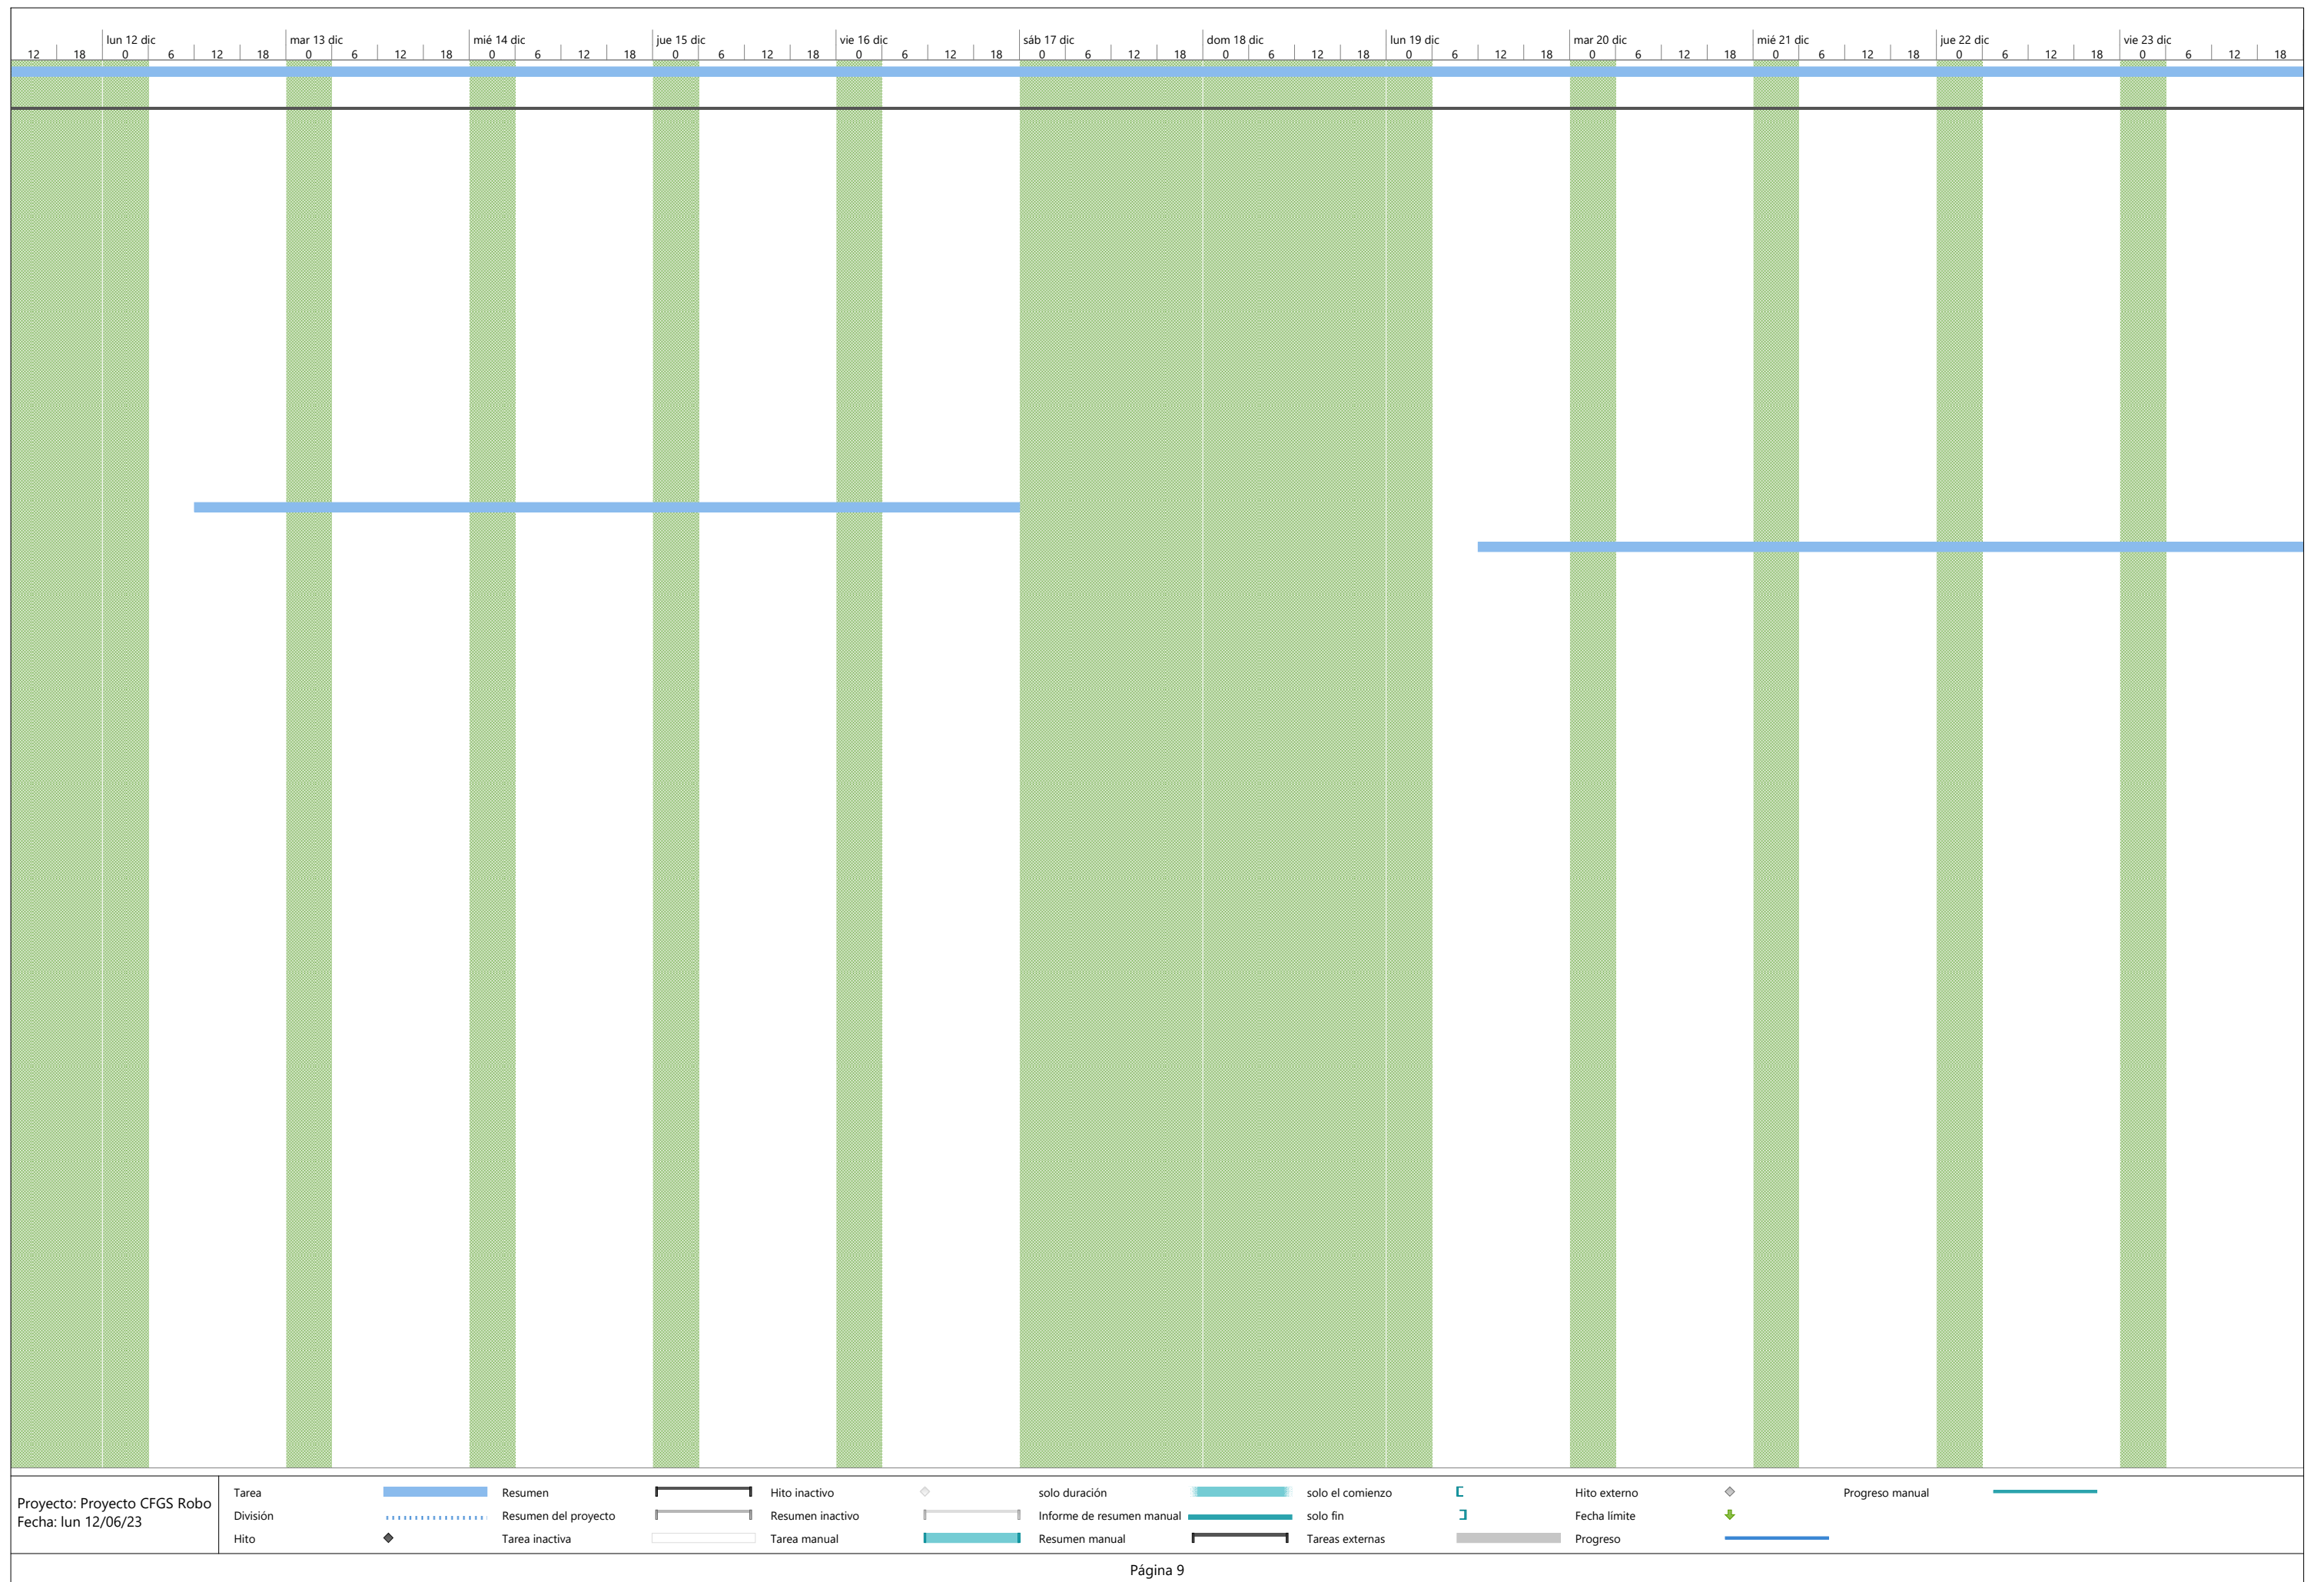 lun 12 dic mar 13 dic mié 14 dic jue 15 dic vie 16 dic sáb 17 dic dom 18 dic lun 19 dic mar 20 dic mié 21 dic jue 22 dic vie 23 dic
12 18 0 6 12 18 0 6 12 18 0 6 12 18 0 6 12 18 0 6 12 18 0 6 12 18 0 6 12 18 0 6 12 18 0 6 12 18 0 6 12 18 0 6 12 18 0 6 12 18
Proyecto: Proyecto CFGS Robo
Fecha: lun 12/06/23
Tarea
División
Hito
Resumen
Resumen del proyecto
Tarea inactiva
Hito inactivo
Resumen inactivo
Tarea manual
solo duración
Informe de resumen manual
Resumen manual
solo el comienzo
solo fin
Tareas externas
Hito externo
Fecha límite
Progreso
Progreso manual
Página 9